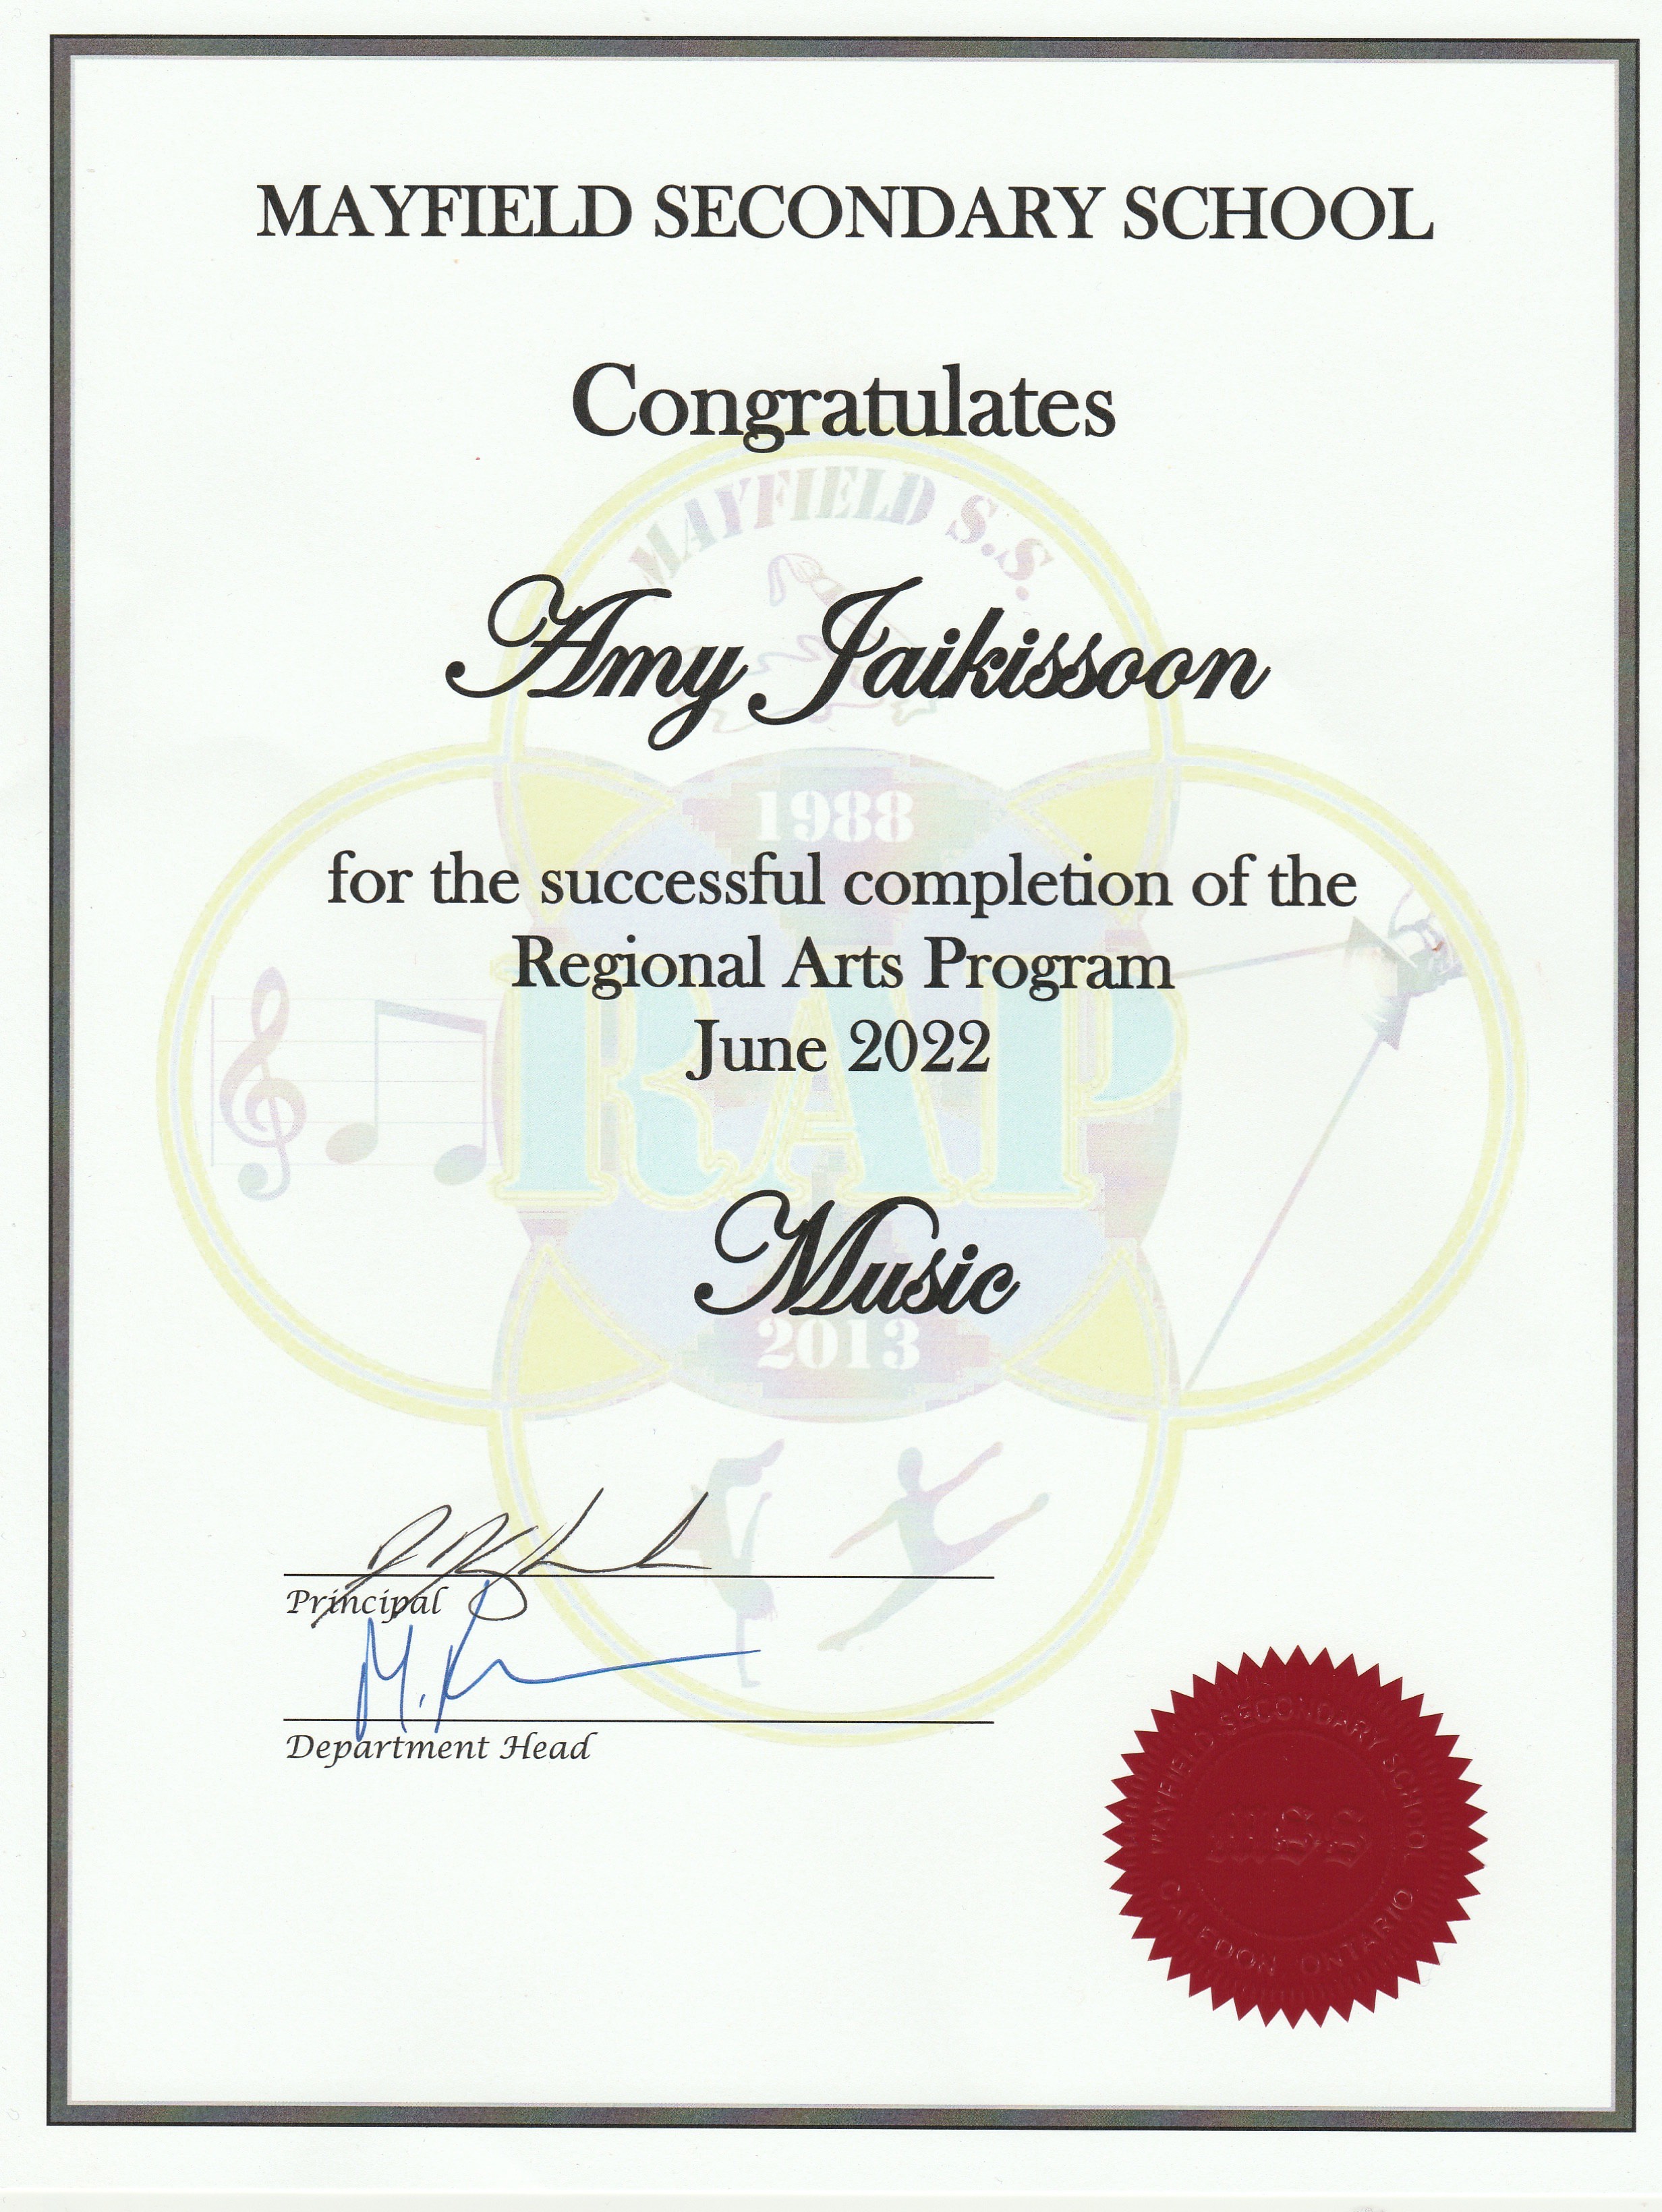 MAYFIELD SECONDARY SCHOOL
Congratulates
MAYFIELD S.S.
Amy Jaikissoon
1988
for the successful completion of the
Regional Arts Program
June 2022
RAP
Music
2013
Principal
M.
Department Head
MAYFIELD SECONDARY SCHOOL
MSS
CALEDON ONTARIO